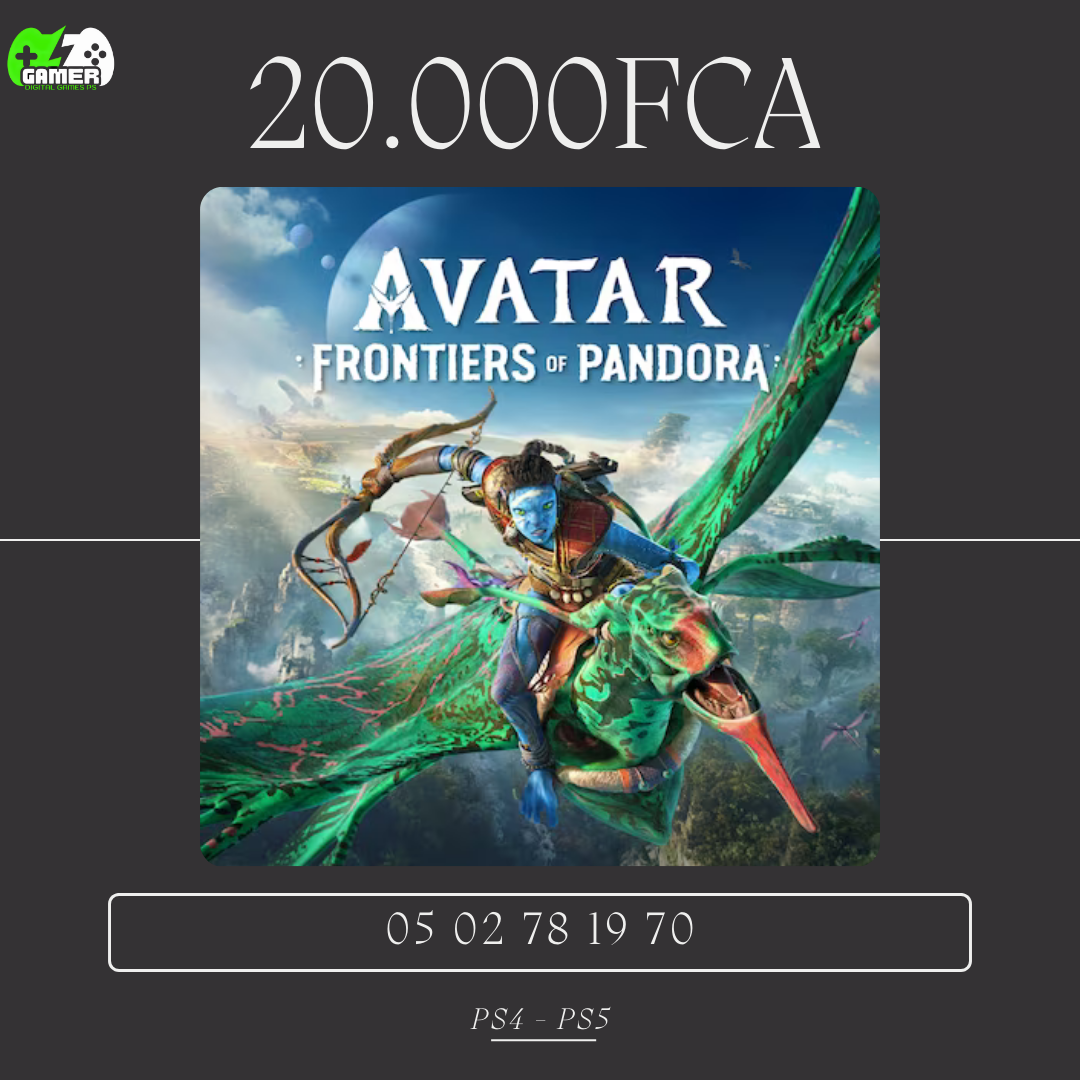 GAMER
DIGITAL GAMES PS
20.000FCA
AVATAR
FRONTIERS OF PANDORA
05 02 78 19 70
PS4 - PS5